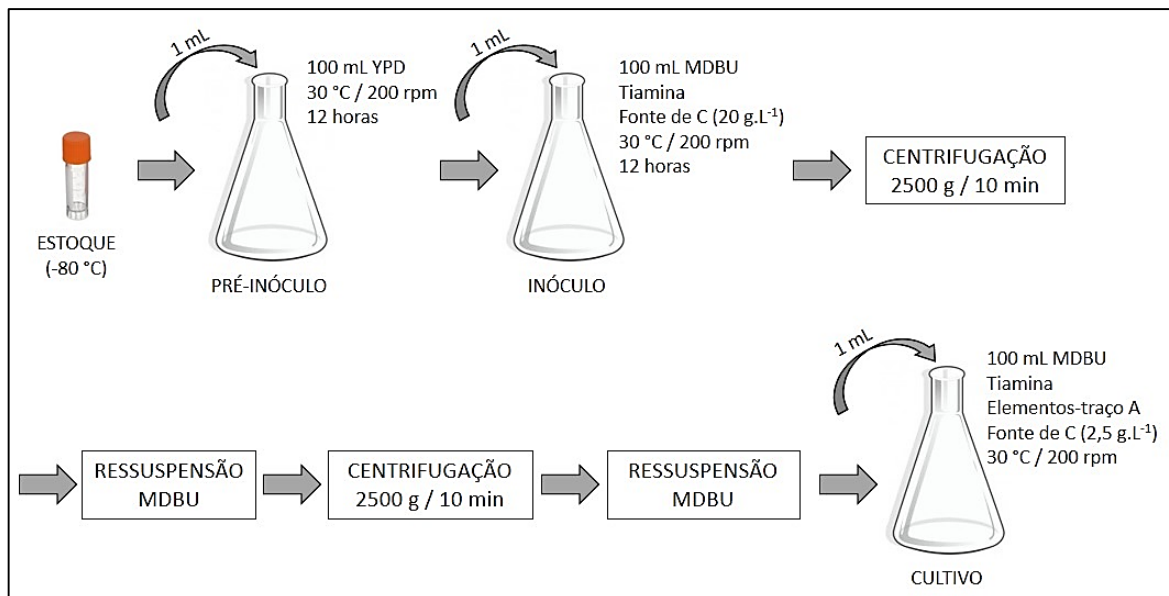 1 mL
100 mL YPD
30 °C / 200 rpm
12 horas
1 mL
100 mL MDBU
Tiamina
Fonte de C (20 g.L⁻¹)
30 °C / 200 rpm
12 horas
CENTRIFUGAÇÃO
2500 g / 10 min
ESTOQUE
(-80 °C)
PRÉ-INÓCULO
INÓCULO
1 mL
100 mL MDBU
Tiamina
Elementos-traço A
Fonte de C (2,5 g.L⁻¹)
30 °C / 200 rpm
RESSUSPENSÃO
MDBU
CENTRIFUGAÇÃO
2500 g / 10 min
RESSUSPENSÃO
MDBU
CULTIVO